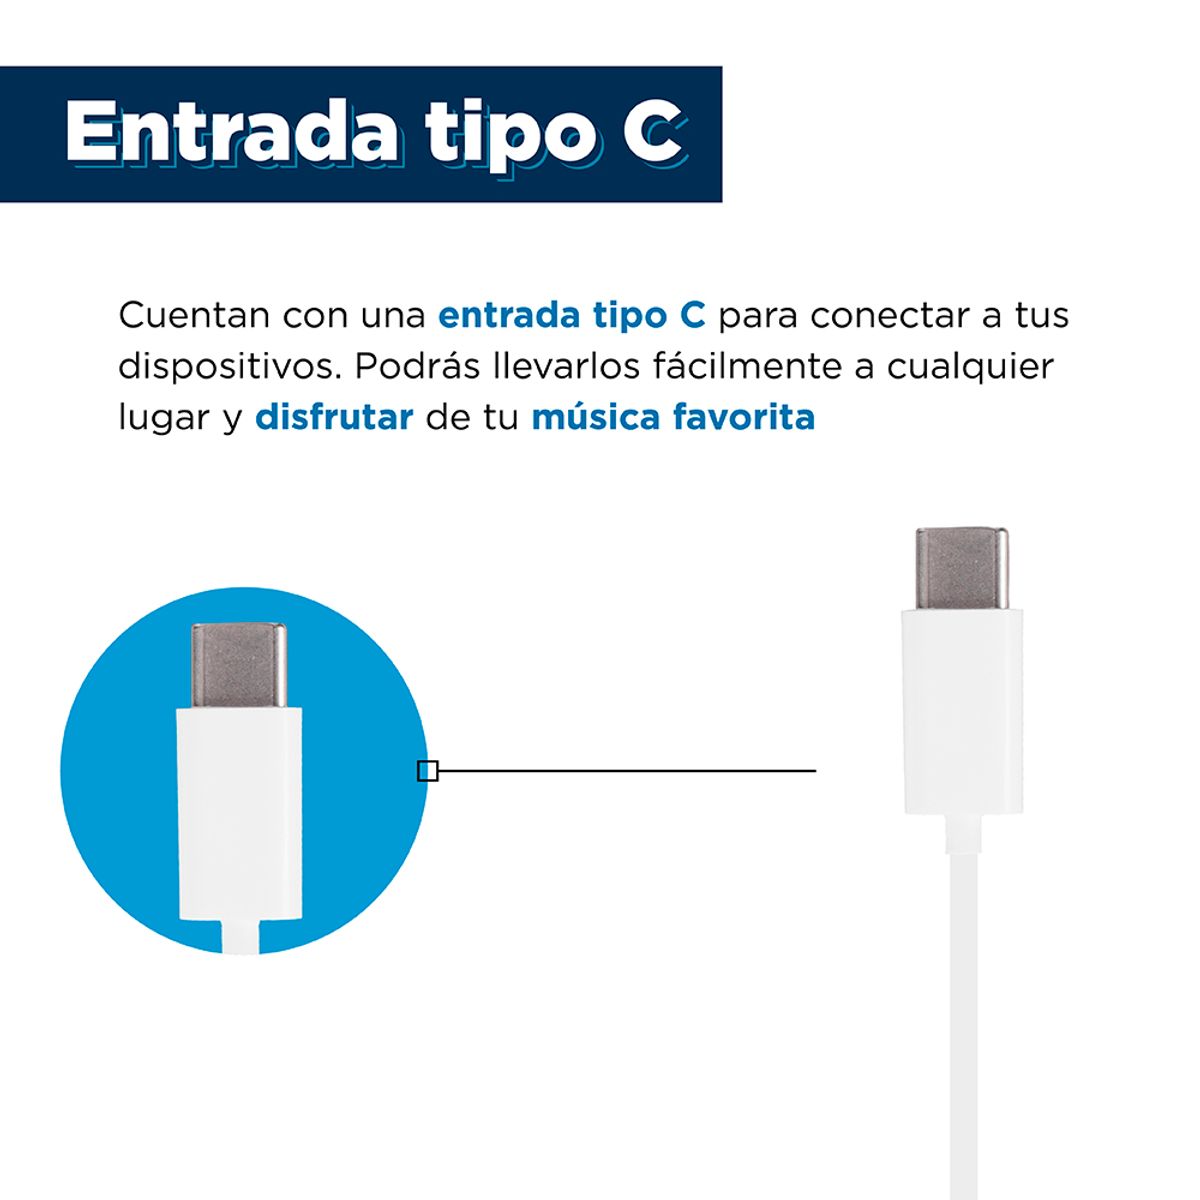 Entrada tipo C
Cuentan con una entrada tipo C para conectar a tus
dispositivos. Podrás llevarlos fácilmente a cualquier
lugar y disfrutar de tu música favorita